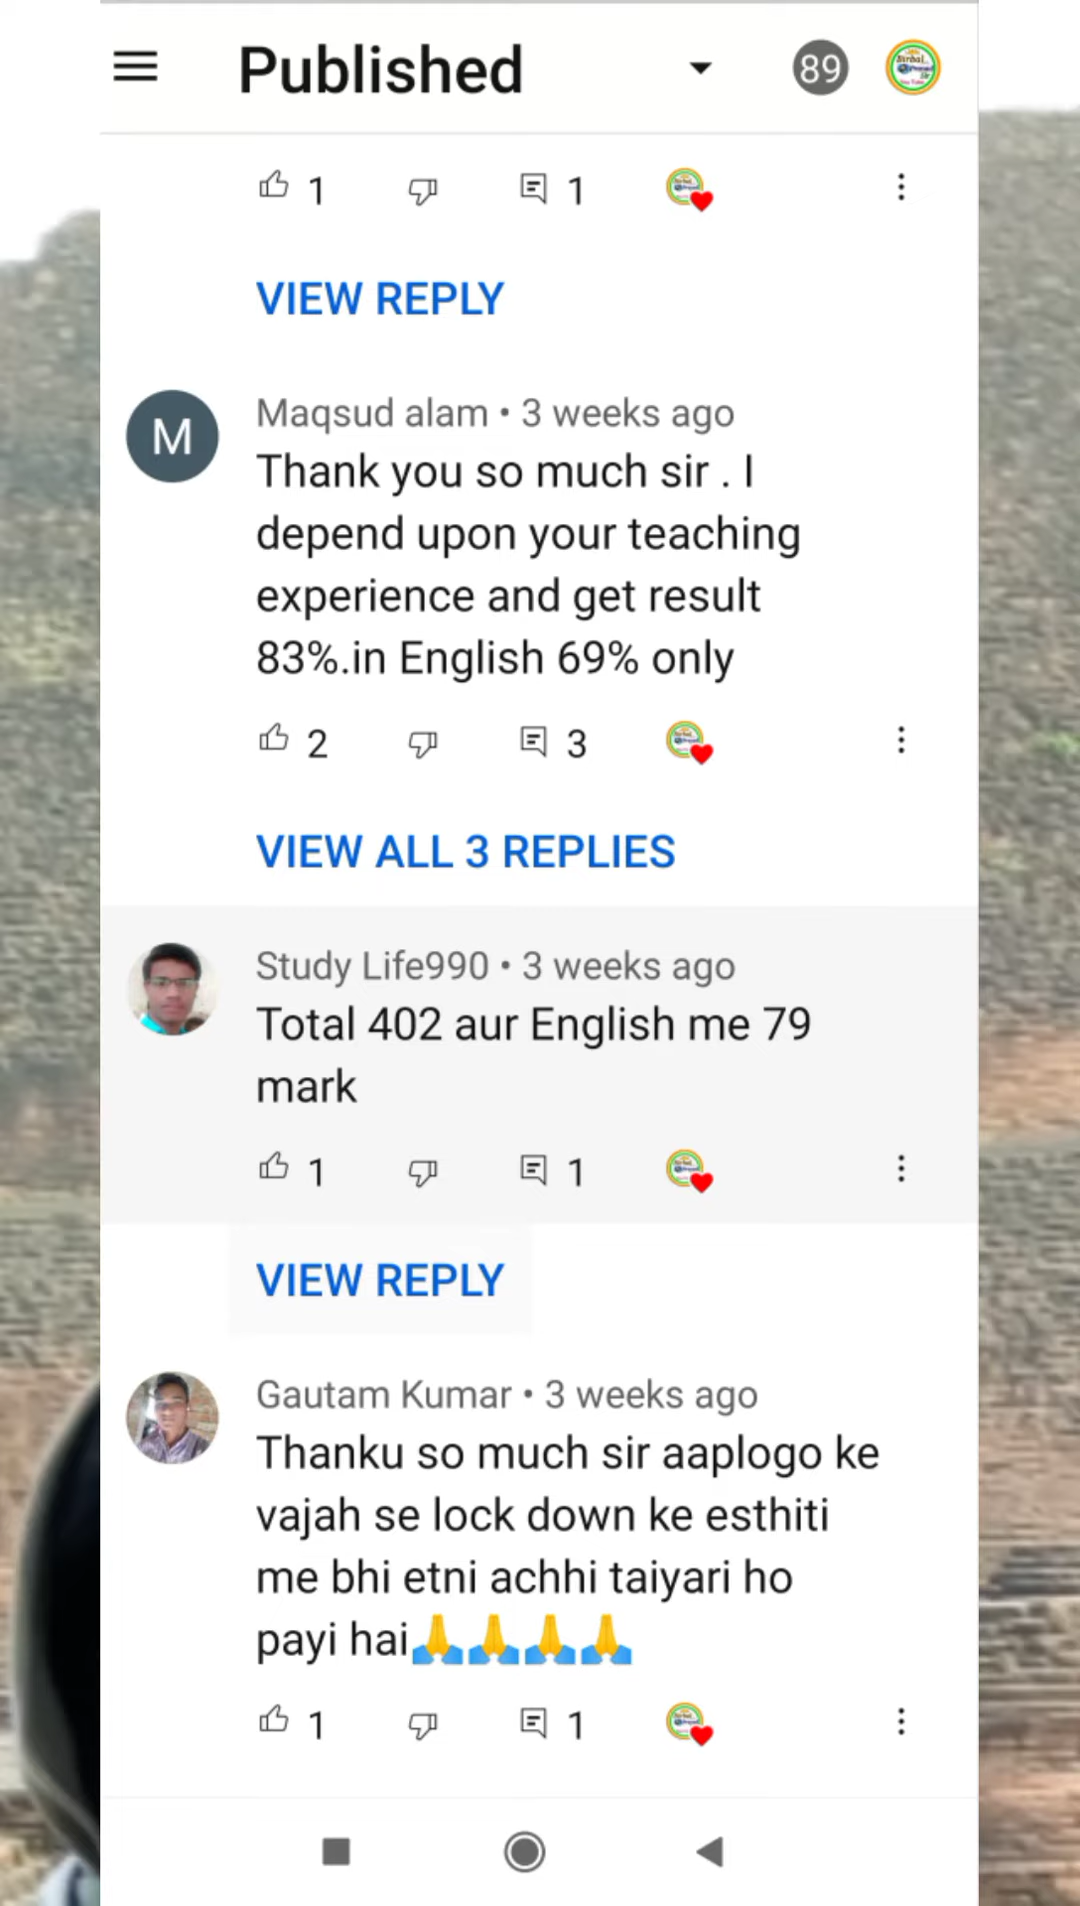 Published
89
1 1
VIEW REPLY
M
Maqsud alam • 3 weeks ago
Thank you so much sir . I
depend upon your teaching
experience and get result
83%.in English 69% only
2 3
VIEW ALL 3 REPLIES
Study Life990 • 3 weeks ago
Total 402 aur English me 79
mark
1 1
VIEW REPLY
Gautam Kumar • 3 weeks ago
Thanku so much sir aaplogo ke
vajah se lock down ke esthiti
me bhi etni achhi taiyari ho
payi hai🙏🙏🙏🙏
1 1